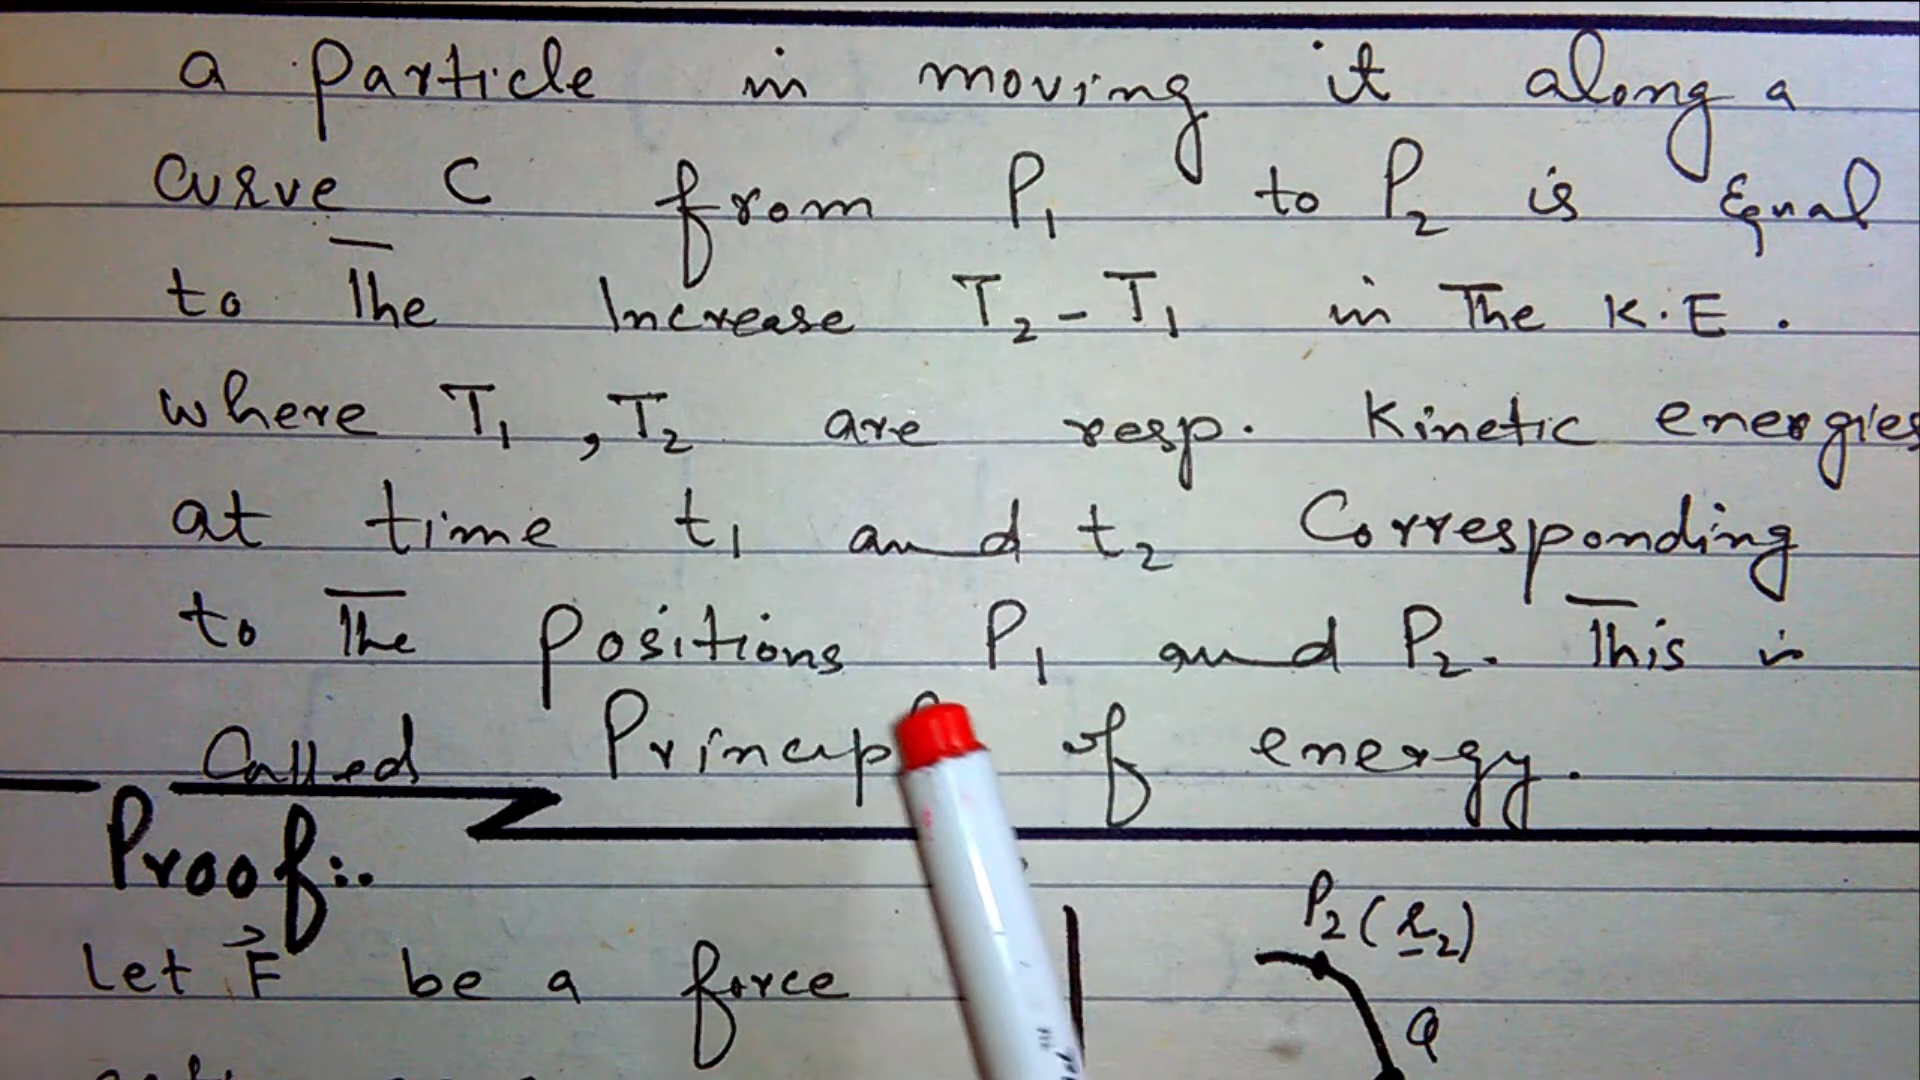 a particle in moving it along a
curve C from P₁ to P₂ is Equal
to The Increase T₂ - T₁ in The K.E.
where T₁, T₂ are resp. Kinetic energies
at time t₁ and t₂ Corresponding
to The positions P₁ and P₂. This is
Called of energy.
Proof:.
P₂(r₂)
Let F⃗ be a force
Q